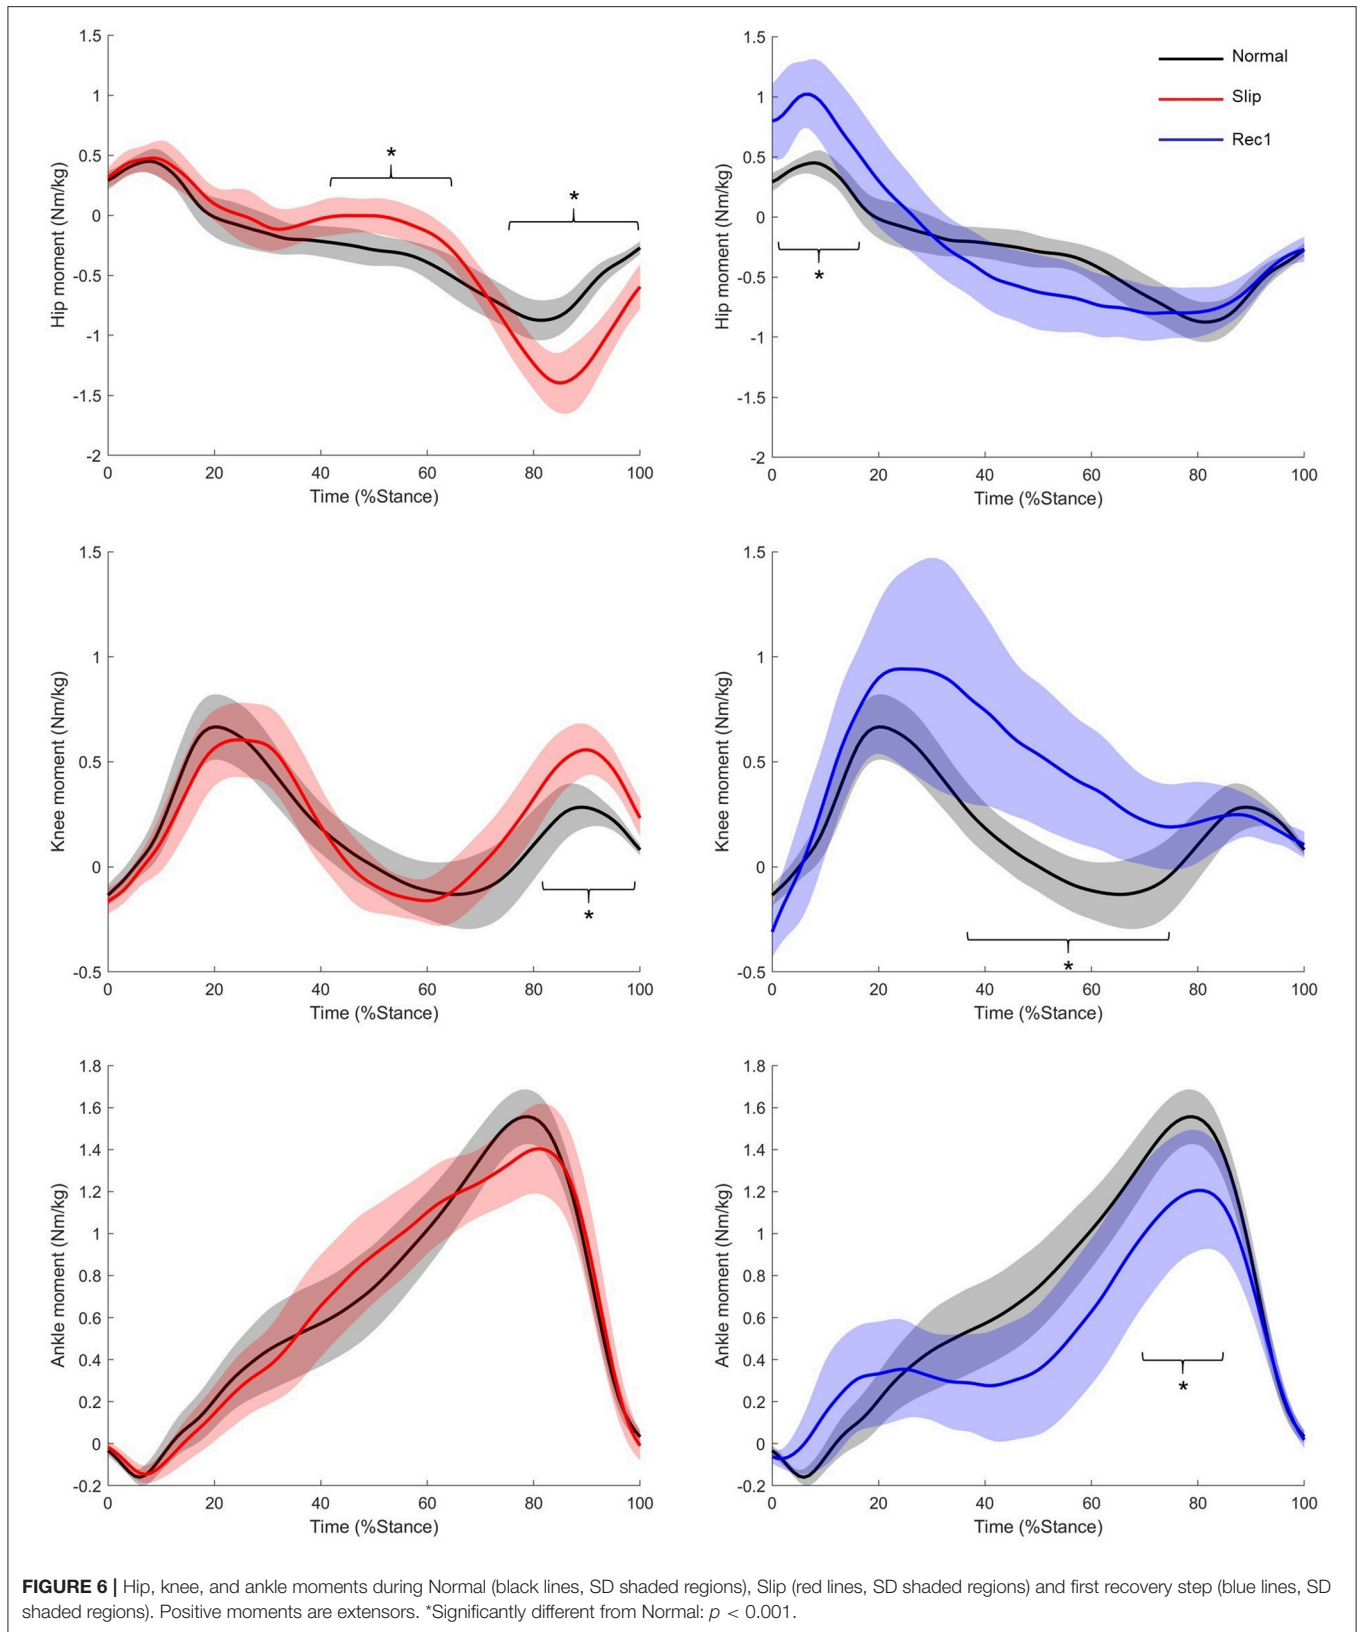 1.5
1
0.5
0
-0.5
-1
-1.5
-2
Hip moment (Nm/kg)
*
*
0 20 40 60 80 100
Time (%Stance)
1.5
1
0.5
0
-0.5
-1
-1.5
-2
Hip moment (Nm/kg)
Normal
Slip
Rec1
*
0 20 40 60 80 100
Time (%Stance)
1.5
1
0.5
0
-0.5
Knee moment (Nm/kg)
*
0 20 40 60 80 100
Time (%Stance)
1.5
1
0.5
0
-0.5
Knee moment (Nm/kg)
*
0 20 40 60 80 100
Time (%Stance)
1.8
1.6
1.4
1.2
1
0.8
0.6
0.4
0.2
0
-0.2
Ankle moment (Nm/kg)
0 20 40 60 80 100
Time (%Stance)
1.8
1.6
1.4
1.2
1
0.8
0.6
0.4
0.2
0
-0.2
Ankle moment (Nm/kg)
*
0 20 40 60 80 100
Time (%Stance)
FIGURE 6 | Hip, knee, and ankle moments during Normal (black lines, SD shaded regions), Slip (red lines, SD shaded regions) and first recovery step (blue lines, SD
shaded regions). Positive moments are extensors. *Significantly different from Normal: p < 0.001.